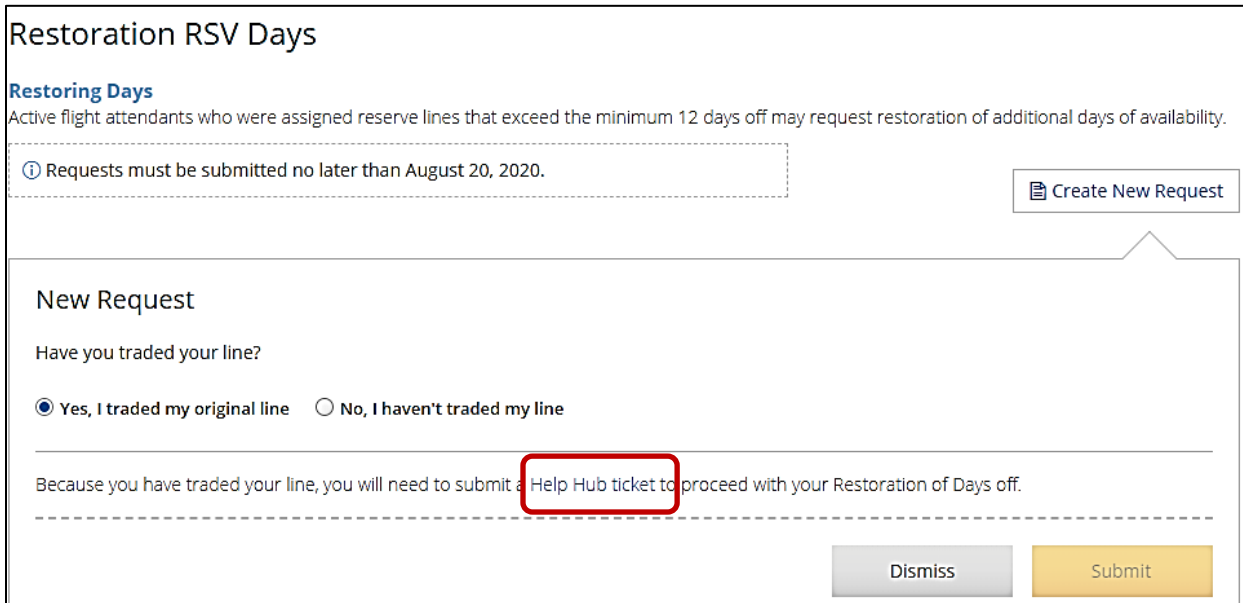 Restoration RSV Days
Restoring Days
Active flight attendants who were assigned reserve lines that exceed the minimum 12 days off may request restoration of additional days of availability.
Requests must be submitted no later than August 20, 2020.
Create New Request
New Request
Have you traded your line?
Yes, I traded my original line No, I haven't traded my line
Because you have traded your line, you will need to submit a Help Hub ticket to proceed with your Restoration of Days off.
Dismiss Submit